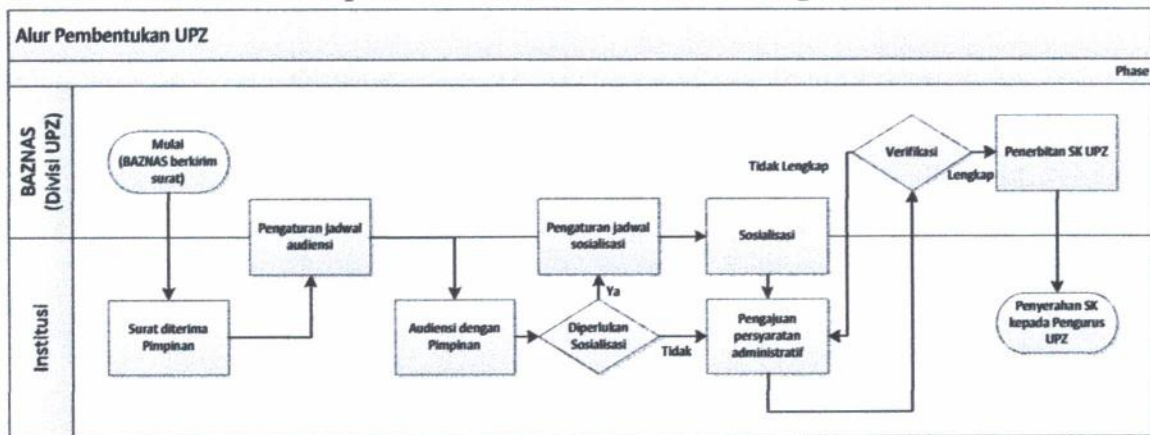 Alur Pembentukan UPZ
Phase
BAZNAS
(Divisi UPZ)
Mulai
(BAZNAS berkirim
surat)
Pengaturan jadwal
audiensi
Pengaturan jadwal
sosialisasi
Sosialisasi
Tidak Lengkap
Verifikasi
Lengkap
Penerbitan SK UPZ
Institusi
Surat diterima
Pimpinan
Audiensi dengan
Pimpinan
Diperlukan
Sosialisasi
Ya
Tidak
Pengajuan
persyaratan
administratif
Penyerahan SK
kepada Pengurus
UPZ